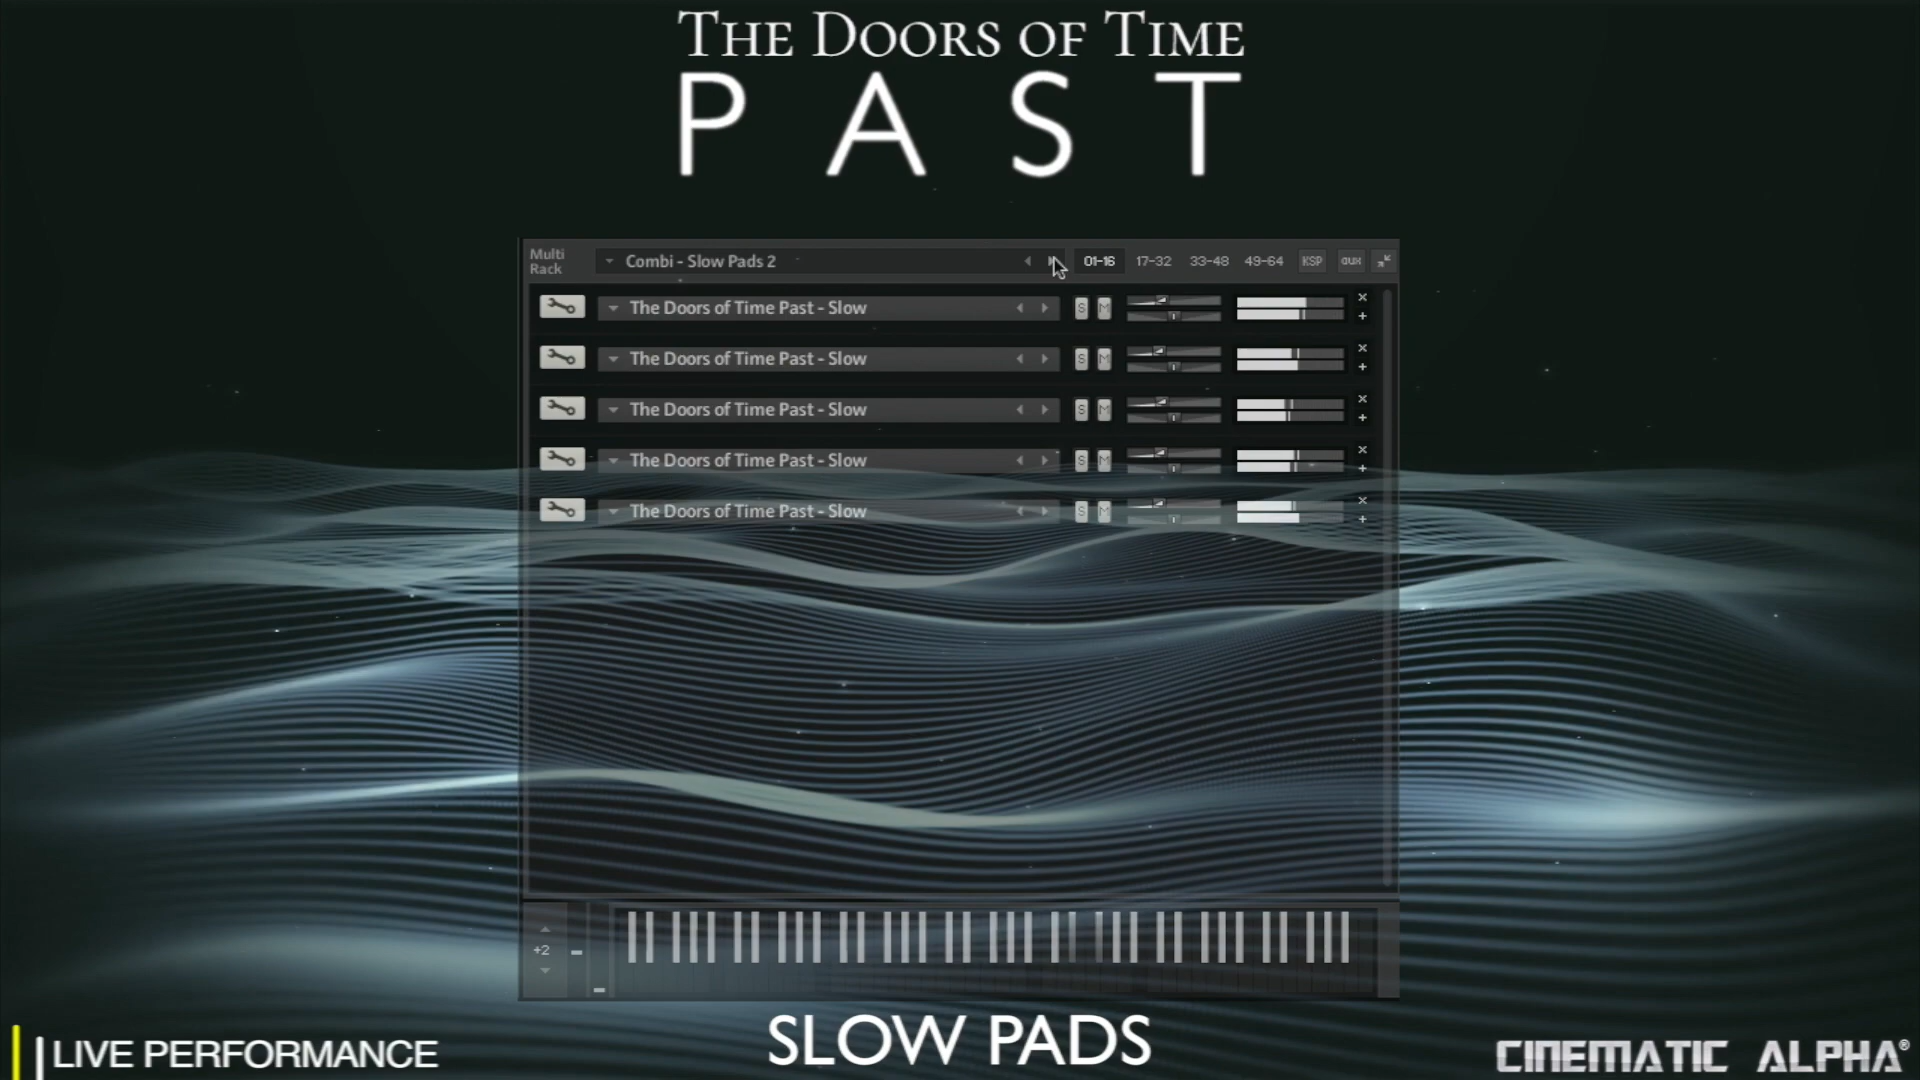 THE DOORS OF TIME
PAST
Multi
Rack
Combi - Slow Pads 2
01-16 17-32 33-48 49-64 KSP aux
The Doors of Time Past - Slow S M
The Doors of Time Past - Slow S M
The Doors of Time Past - Slow S M
The Doors of Time Past - Slow S M
The Doors of Time Past - Slow S M
+2
SLOW PADS
LIVE PERFORMANCE
CINEMATIC ALPHA®